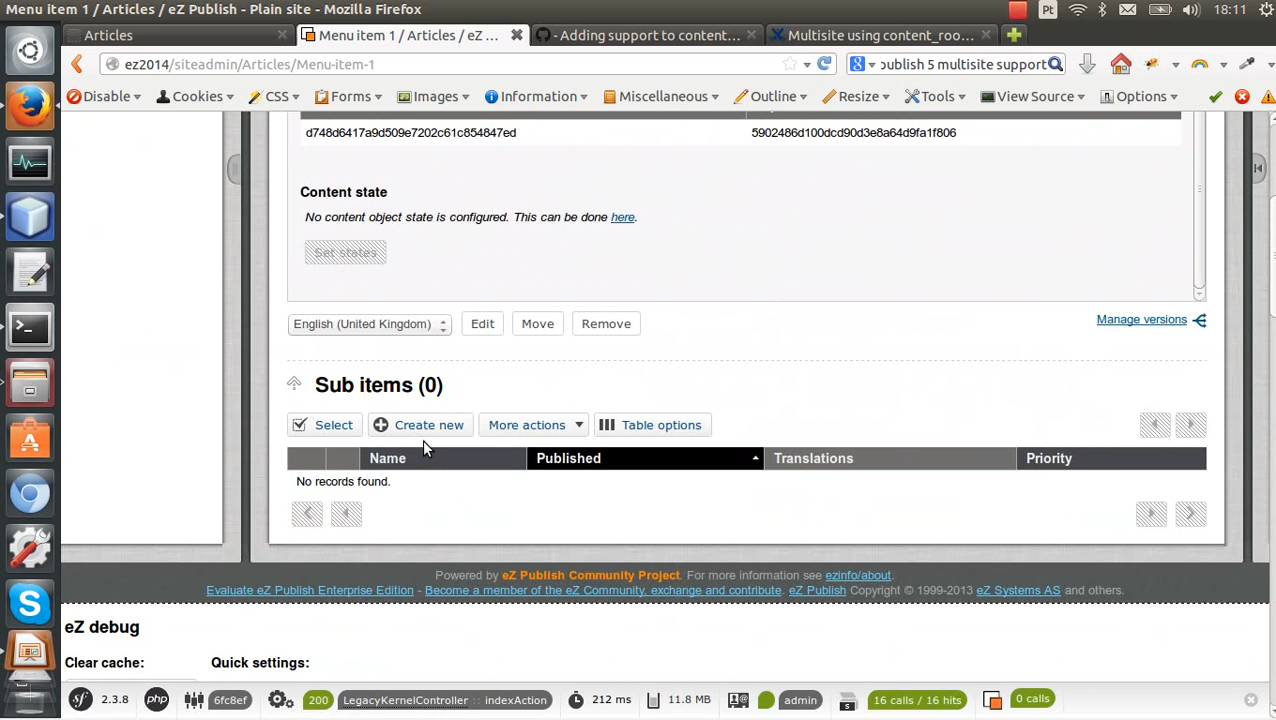 Menu item 1 / Articles / eZ Publish - Plain site - Mozilla Firefox
Pt
18:11
Articles
Menu item 1 / Articles / eZ ...
- Adding support to content...
Multisite using content_roo...
ez2014/siteadmin/Articles/Menu-item-1
publish 5 multisite support
Disable
Cookies
CSS
Forms
Images
Information
Miscellaneous
Outline
Resize
Tools
View Source
Options
d748d6417a9d509e7202c61c854847ed
5902486d100dcd90d3e8a64d9fa1f806
Content state
No content object state is configured. This can be done here.
Set states
English (United Kingdom)
Edit
Move
Remove
Manage versions
Sub items (0)
Select
Create new
More actions
Table options
Name
Published
Translations
Priority
No records found.
Powered by eZ Publish Community Project. For more information see ezinfo/about.
Evaluate eZ Publish Enterprise Edition - Become a member of the eZ Community, exchange and contribute. eZ Publish Copyright © 1999-2013 eZ Systems AS and others.
eZ debug
Clear cache:
Quick settings:
sf 2.3.8
php
6fc8ef
200
LegacyKernelController :: indexAction
212 ms
11.8 MB
admin
16 calls / 16 hits
0 calls